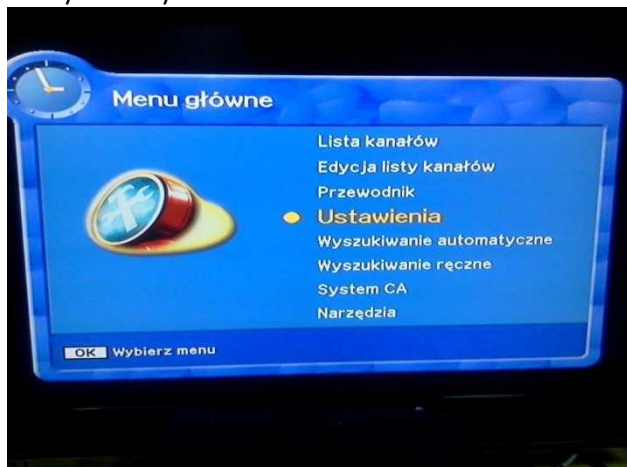 Menu główne
Lista kanałów
Edycja listy kanałów
Przewodnik
Ustawienia
Wyszukiwanie automatyczne
Wyszukiwanie ręczne
System CA
Narzędzia
OK Wybierz menu